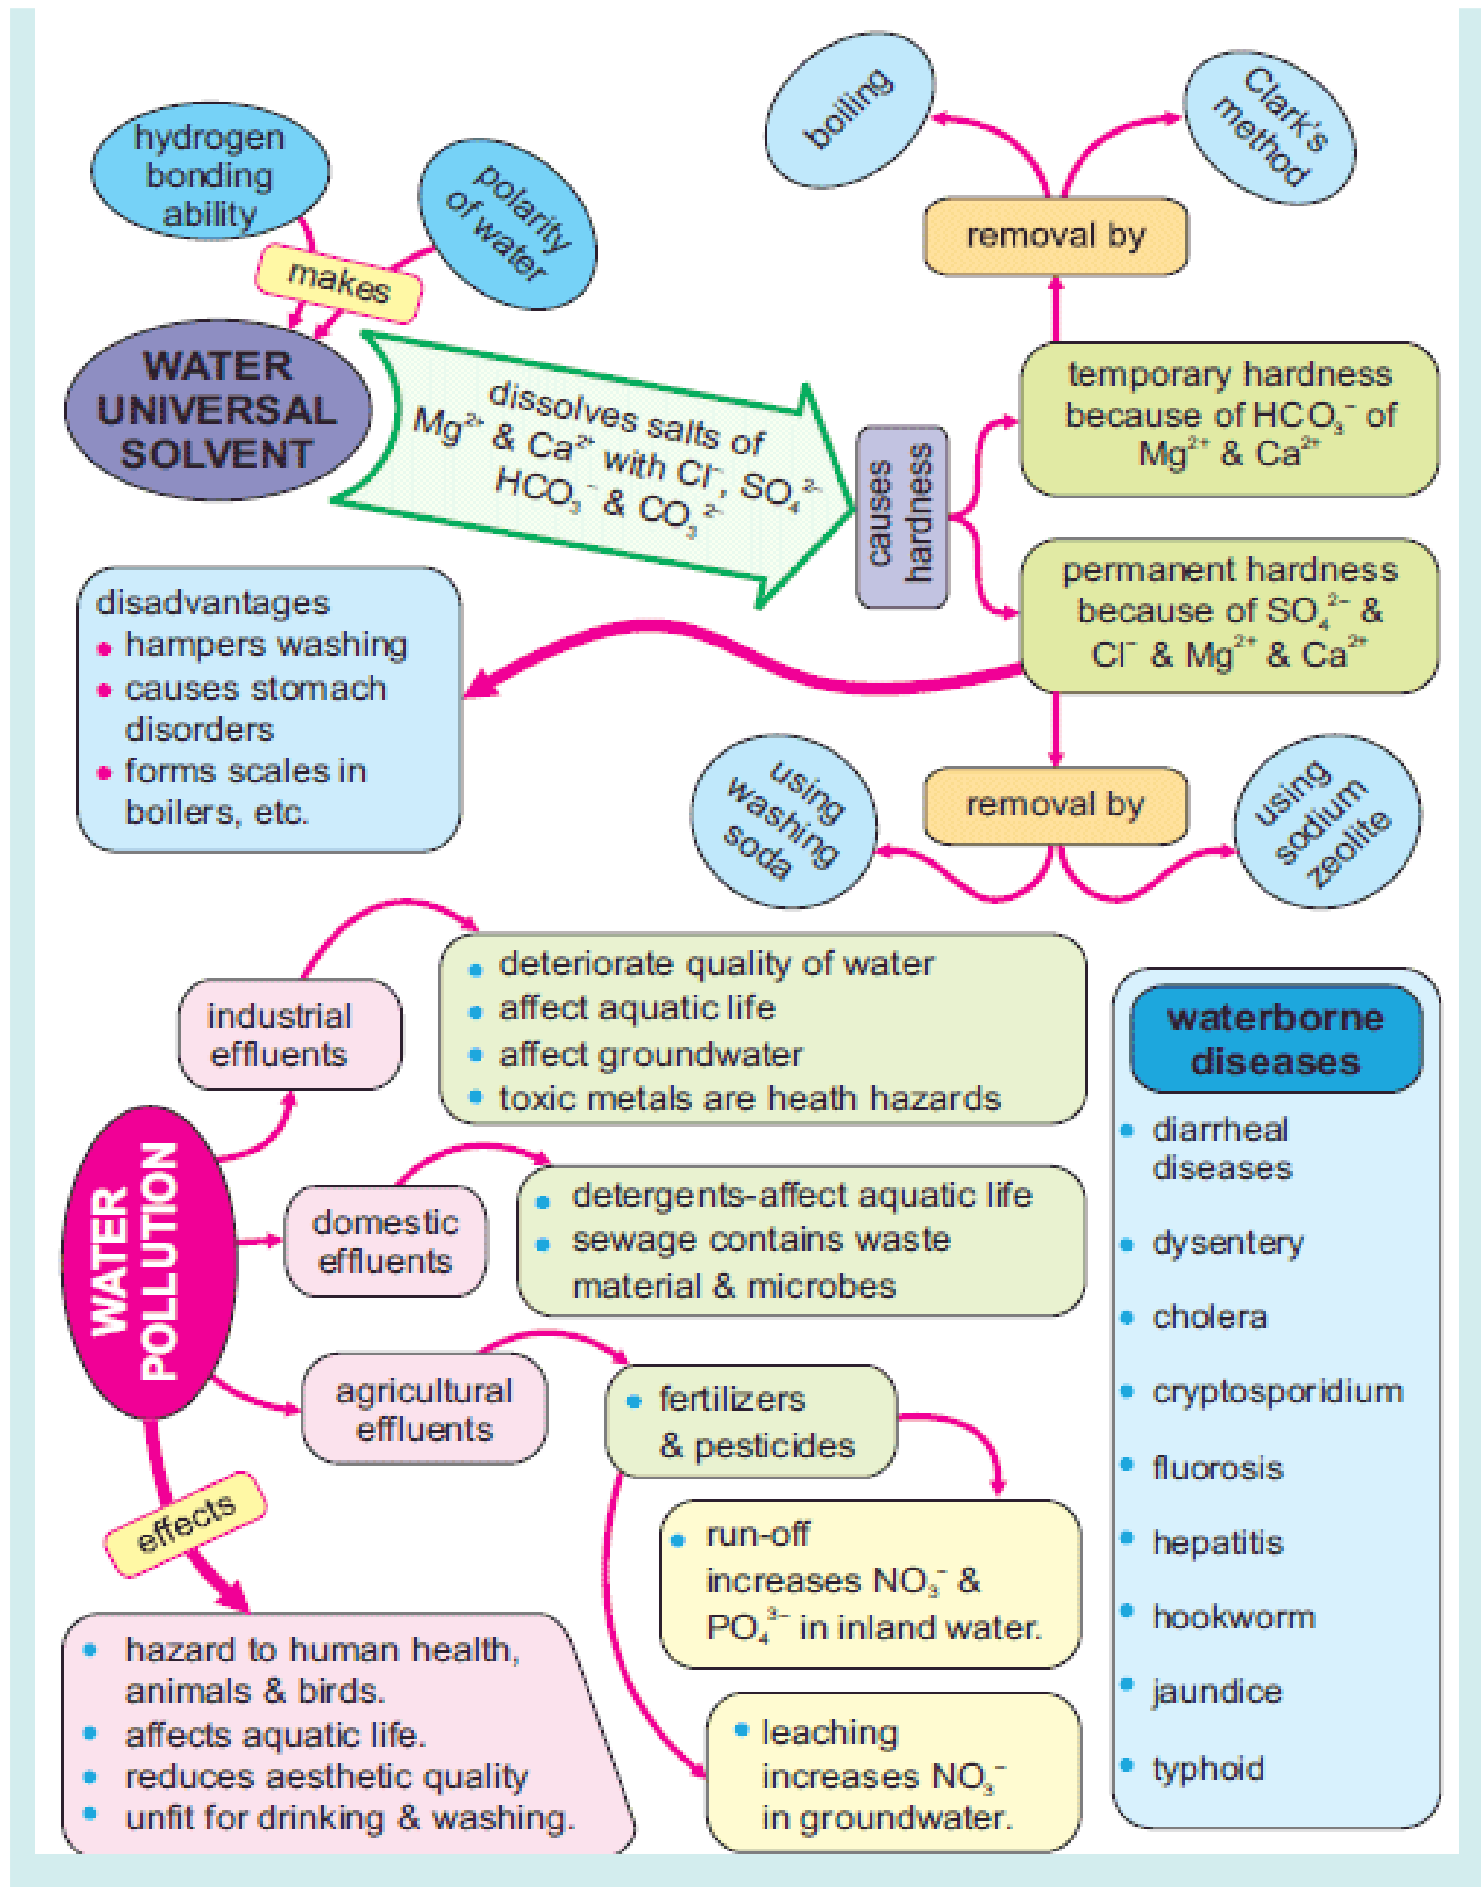 hydrogen
bonding
ability
polarity
of water
makes
WATER
UNIVERSAL
SOLVENT
dissolves salts of
Mg²⁺ & Ca²⁺ with Cl⁻, SO₄²⁻
HCO₃⁻ & CO₃²⁻
causes
hardness
boiling
Clark's
method
removal by
temporary hardness
because of HCO₃⁻ of
Mg²⁺ & Ca²⁺
permanent hardness
because of SO₄²⁻ &
Cl⁻ & Mg²⁺ & Ca²⁺
disadvantages
• hampers washing
• causes stomach
disorders
• forms scales in
boilers, etc.
using
washing
soda
removal by
using
sodium
zeolite
WATER
POLLUTION
industrial
effluents
• deteriorate quality of water
• affect aquatic life
• affect groundwater
• toxic metals are heath hazards
domestic
effluents
• detergents-affect aquatic life
• sewage contains waste
material & microbes
agricultural
effluents
• fertilizers
& pesticides
• run-off
increases NO₃⁻ &
PO₄³⁻ in inland water.
• leaching
increases NO₃⁻
in groundwater.
effects
• hazard to human health,
animals & birds.
• affects aquatic life.
• reduces aesthetic quality
• unfit for drinking & washing.
waterborne
diseases
• diarrheal
diseases
• dysentery
• cholera
• cryptosporidium
• fluorosis
• hepatitis
• hookworm
• jaundice
• typhoid